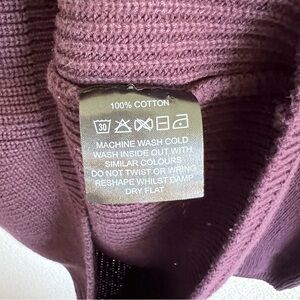 100% COTTON
30
MACHINE WASH COLD
WASH INSIDE OUT WITH
SIMILAR COLOURS
DO NOT TWIST OR WRING
RESHAPE WHILST DAMP
DRY FLAT